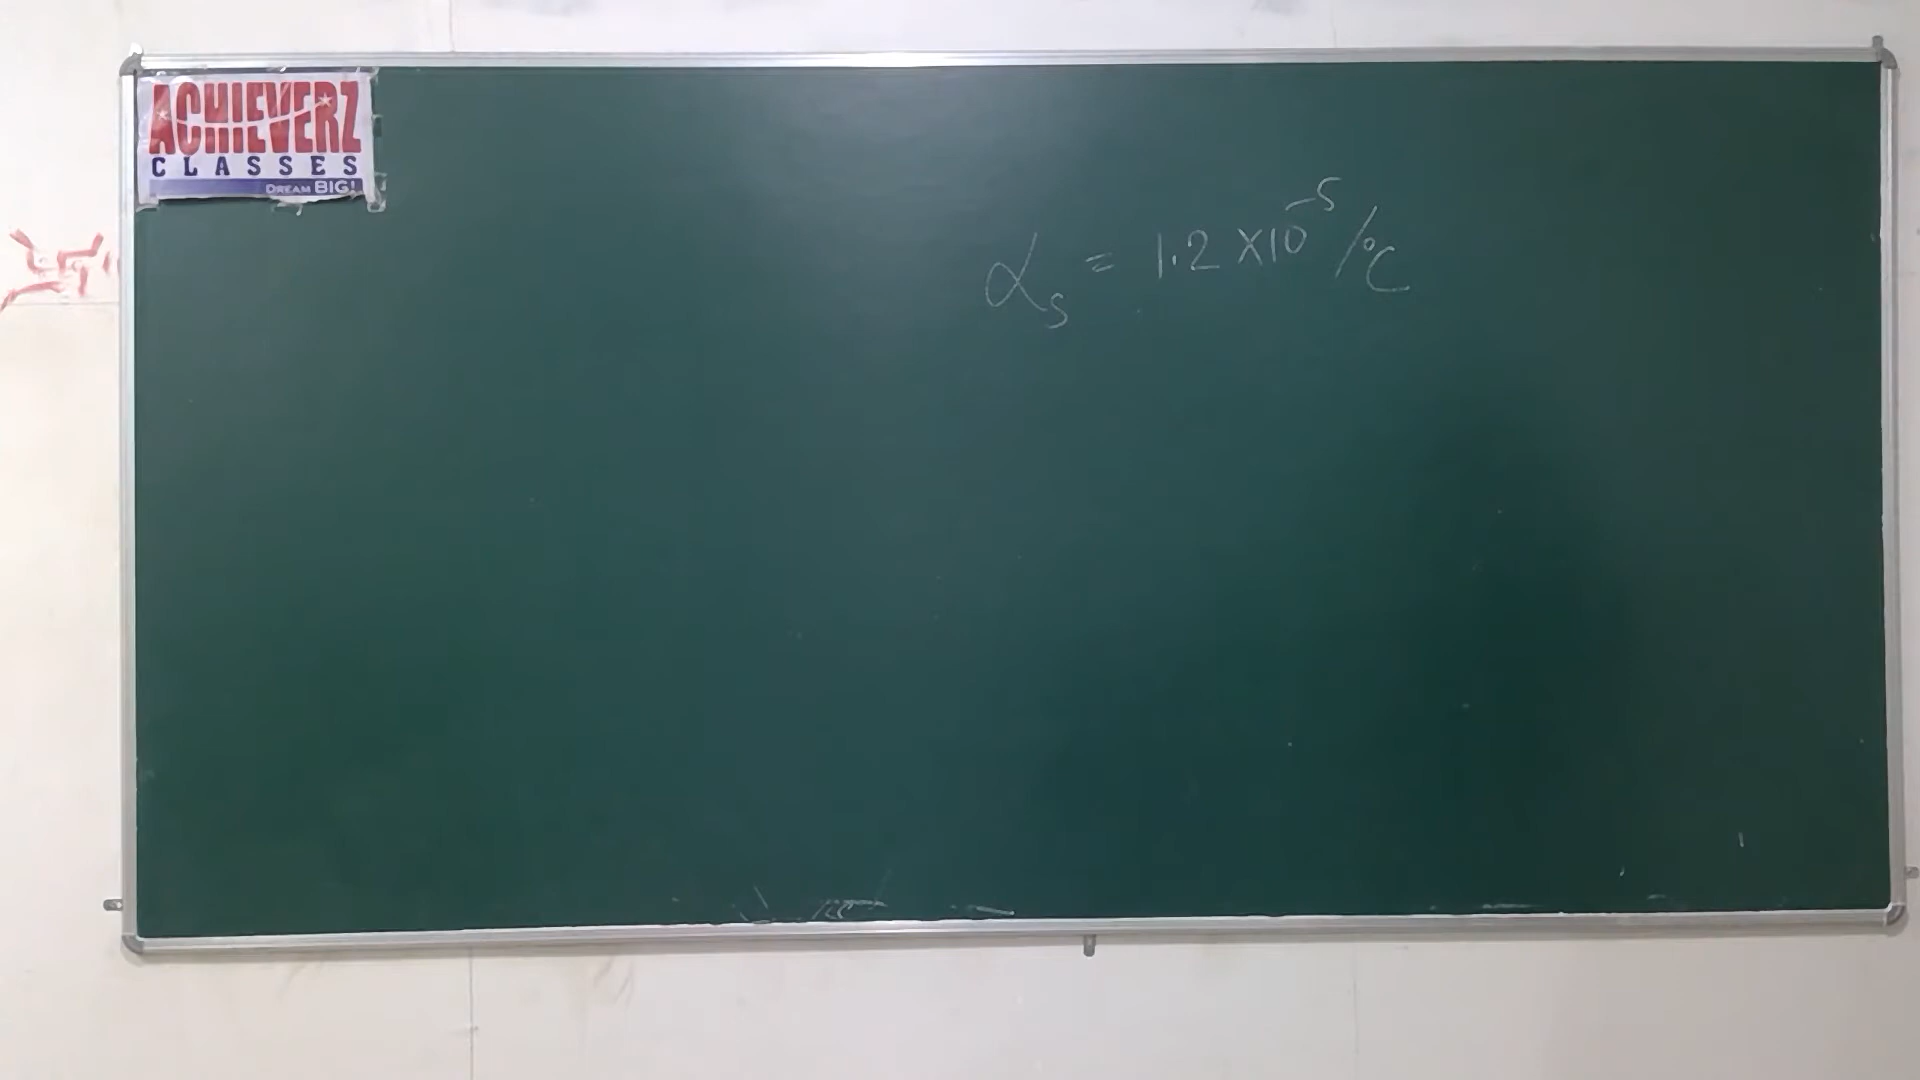 ACHIEVERZ
CLASSES
DREAM BIG!
αₛ = 1.2 × 10⁻⁵ /°C